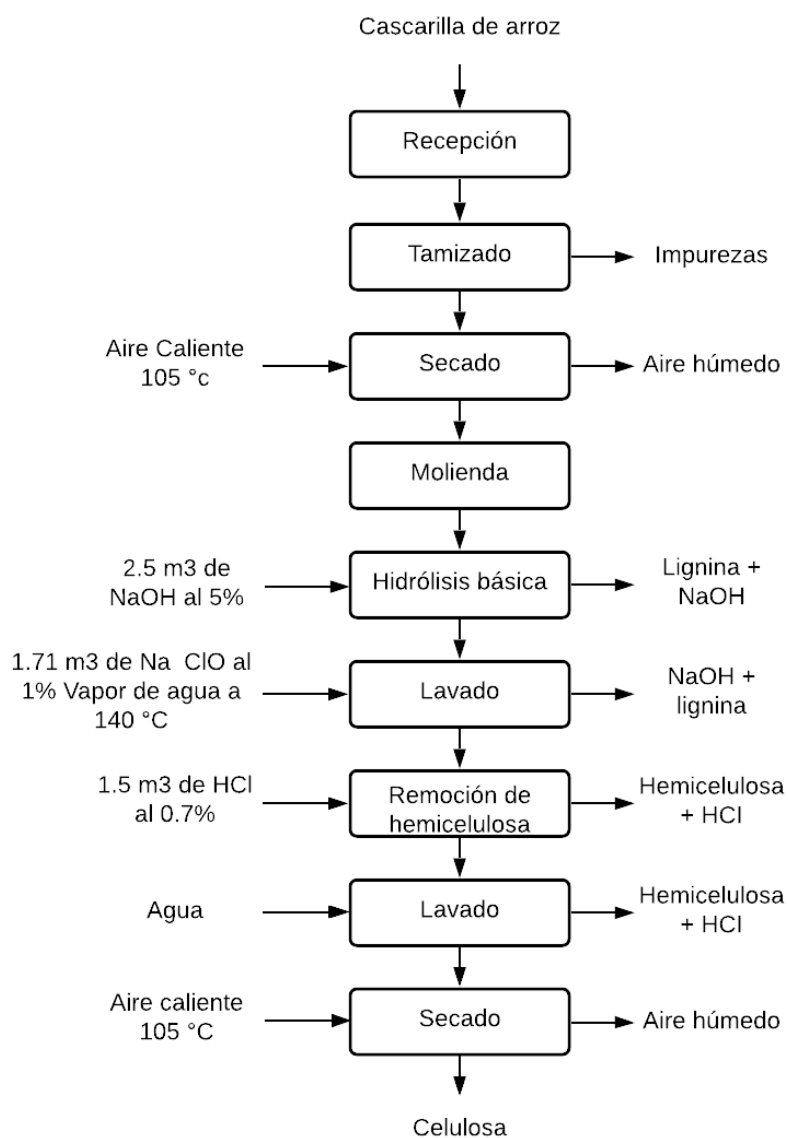 Cascarilla de arroz
Recepción
Tamizado
Impurezas
Aire Caliente
105 °c
Secado
Aire húmedo
Molienda
2.5 m3 de
NaOH al 5%
Hidrólisis básica
Lignina +
NaOH
1.71 m3 de Na  ClO al
1% Vapor de agua a
140 °C
Lavado
NaOH +
lignina
1.5 m3 de HCl
al 0.7%
Remoción de
hemicelulosa
Hemicelulosa
+ HCl
Agua
Lavado
Hemicelulosa
+ HCl
Aire caliente
105 °C
Secado
Aire húmedo
Celulosa